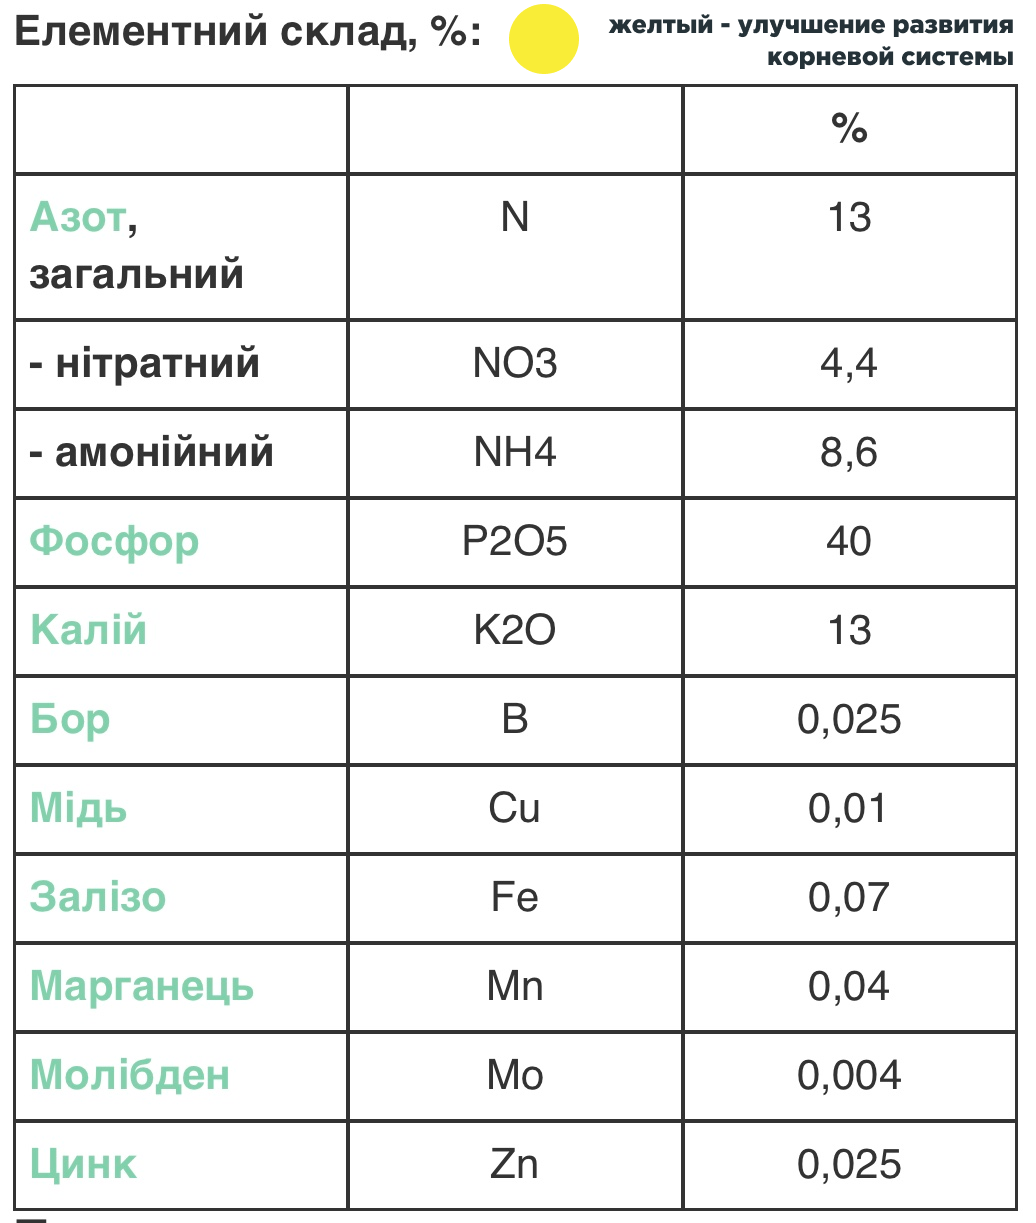 Елементний склад, %:
желтый - улучшение развития
корневой системы
%
Азот, N 13
загальний
- нітратний NO3 4,4
- амонійний NH4 8,6
Фосфор P2O5 40
Калій K2O 13
Бор B 0,025
Мідь Cu 0,01
Залізо Fe 0,07
Марганець Mn 0,04
Молібден Mo 0,004
Цинк Zn 0,025